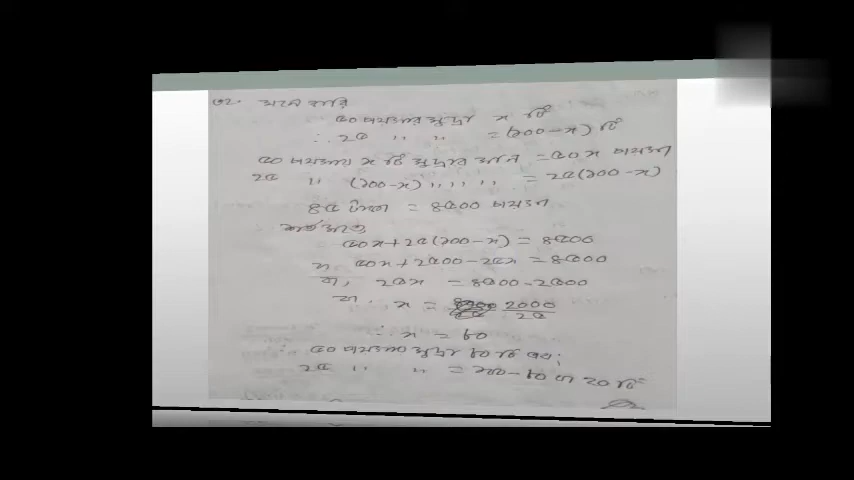 ৩২. মনে করি
৫০ পয়সার মুদ্রা x টি
∴ ২৫ " " = (১০০-x) টি
৫০ পয়সার x টি মুদ্রার মান = ৫০x পয়সা
২৫ " (১০০-x) " " " " = ২৫(১০০-x)
৪৫ টাকা = ৪৫০০ পয়সা
শর্তমতে
৫০x+২৫(১০০-x) = ৪৫০০
বা ৫০x+২৫০০-২৫x = ৪৫০০
বা, ২৫x = ৪৫০০-২৫০০
বা, x = ২০০০/২৫
∴ x = ৮০
∴ ৫০ পয়সার মুদ্রা ৮০ টি এবং
২৫ " " = ১০০-৮০ বা ২০ টি